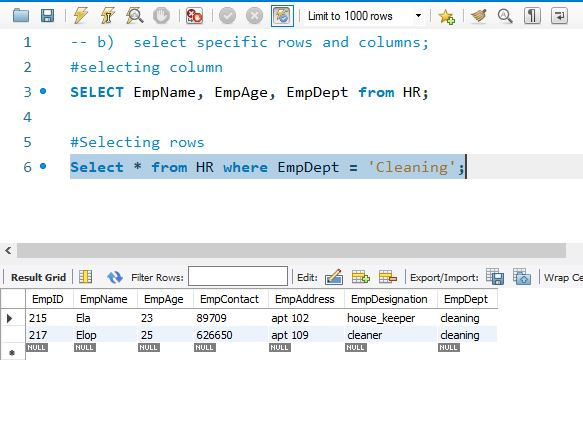 Limit to 1000 rows
1 -- b) select specific rows and columns;
2 #selecting column
3 SELECT EmpName, EmpAge, EmpDept from HR;
4
5 #Selecting rows
6 Select * from HR where EmpDept = 'Cleaning';
Result Grid Filter Rows: Edit: Export/Import: Wrap Ce
EmpID EmpName EmpAge EmpContact EmpAddress EmpDesignation EmpDept
215 Ela 23 89709 apt 102 house_keeper cleaning
217 Elop 25 626650 apt 109 cleaner cleaning
NULL NULL NULL NULL NULL NULL NULL